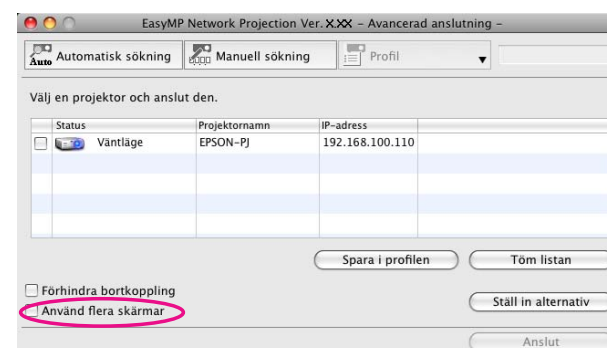 EasyMP Network Projection Ver. X.XX – Avancerad anslutning –
Auto Automatisk sökning Manuell sökning Profil
Välj en projektor och anslut den.
Status Projektornamn IP-adress
Väntläge EPSON-PJ 192.168.100.110
Spara i profilen Töm listan
Förhindra bortkoppling
Ställ in alternativ
Använd flera skärmar
Anslut